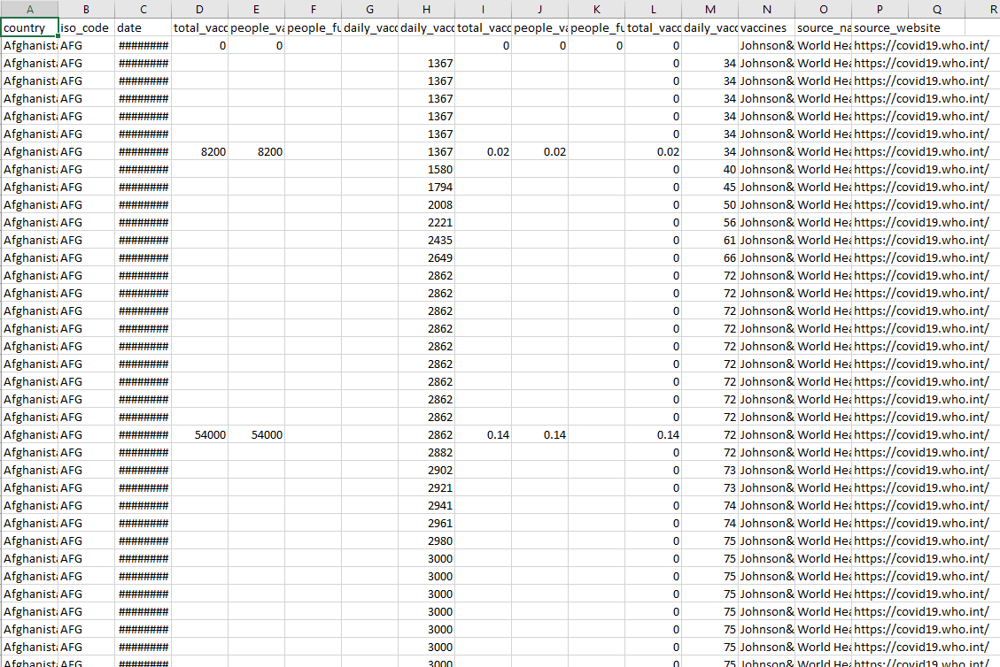 A B C D E F G H I J K L M N O P Q R
country iso_code date total_vacc people_va people_fu daily_vacc daily_vacc total_vacc people_va people_fu total_vacc daily_vacc vaccines source_na source_website
Afghanist AFG ######## 0 0 0 0 0 0 Johnson& World Hea https://covid19.who.int/
Afghanist AFG ######## 1367 0 34 Johnson& World Hea https://covid19.who.int/
Afghanist AFG ######## 1367 0 34 Johnson& World Hea https://covid19.who.int/
Afghanist AFG ######## 1367 0 34 Johnson& World Hea https://covid19.who.int/
Afghanist AFG ######## 1367 0 34 Johnson& World Hea https://covid19.who.int/
Afghanist AFG ######## 1367 0 34 Johnson& World Hea https://covid19.who.int/
Afghanist AFG ######## 8200 8200 1367 0.02 0.02 0.02 34 Johnson& World Hea https://covid19.who.int/
Afghanist AFG ######## 1580 0 40 Johnson& World Hea https://covid19.who.int/
Afghanist AFG ######## 1794 0 45 Johnson& World Hea https://covid19.who.int/
Afghanist AFG ######## 2008 0 50 Johnson& World Hea https://covid19.who.int/
Afghanist AFG ######## 2221 0 56 Johnson& World Hea https://covid19.who.int/
Afghanist AFG ######## 2435 0 61 Johnson& World Hea https://covid19.who.int/
Afghanist AFG ######## 2649 0 66 Johnson& World Hea https://covid19.who.int/
Afghanist AFG ######## 2862 0 72 Johnson& World Hea https://covid19.who.int/
Afghanist AFG ######## 2862 0 72 Johnson& World Hea https://covid19.who.int/
Afghanist AFG ######## 2862 0 72 Johnson& World Hea https://covid19.who.int/
Afghanist AFG ######## 2862 0 72 Johnson& World Hea https://covid19.who.int/
Afghanist AFG ######## 2862 0 72 Johnson& World Hea https://covid19.who.int/
Afghanist AFG ######## 2862 0 72 Johnson& World Hea https://covid19.who.int/
Afghanist AFG ######## 2862 0 72 Johnson& World Hea https://covid19.who.int/
Afghanist AFG ######## 2862 0 72 Johnson& World Hea https://covid19.who.int/
Afghanist AFG ######## 2862 0 72 Johnson& World Hea https://covid19.who.int/
Afghanist AFG ######## 54000 54000 2862 0.14 0.14 0.14 72 Johnson& World Hea https://covid19.who.int/
Afghanist AFG ######## 2882 0 72 Johnson& World Hea https://covid19.who.int/
Afghanist AFG ######## 2902 0 73 Johnson& World Hea https://covid19.who.int/
Afghanist AFG ######## 2921 0 73 Johnson& World Hea https://covid19.who.int/
Afghanist AFG ######## 2941 0 74 Johnson& World Hea https://covid19.who.int/
Afghanist AFG ######## 2961 0 74 Johnson& World Hea https://covid19.who.int/
Afghanist AFG ######## 2980 0 75 Johnson& World Hea https://covid19.who.int/
Afghanist AFG ######## 3000 0 75 Johnson& World Hea https://covid19.who.int/
Afghanist AFG ######## 3000 0 75 Johnson& World Hea https://covid19.who.int/
Afghanist AFG ######## 3000 0 75 Johnson& World Hea https://covid19.who.int/
Afghanist AFG ######## 3000 0 75 Johnson& World Hea https://covid19.who.int/
Afghanist AFG ######## 3000 0 75 Johnson& World Hea https://covid19.who.int/
Afghanist AFG ######## 3000 0 75 Johnson& World Hea https://covid19.who.int/
Afghanist AFG ######## 3000 0 75 Johnson& World Hea https://covid19.who.int/